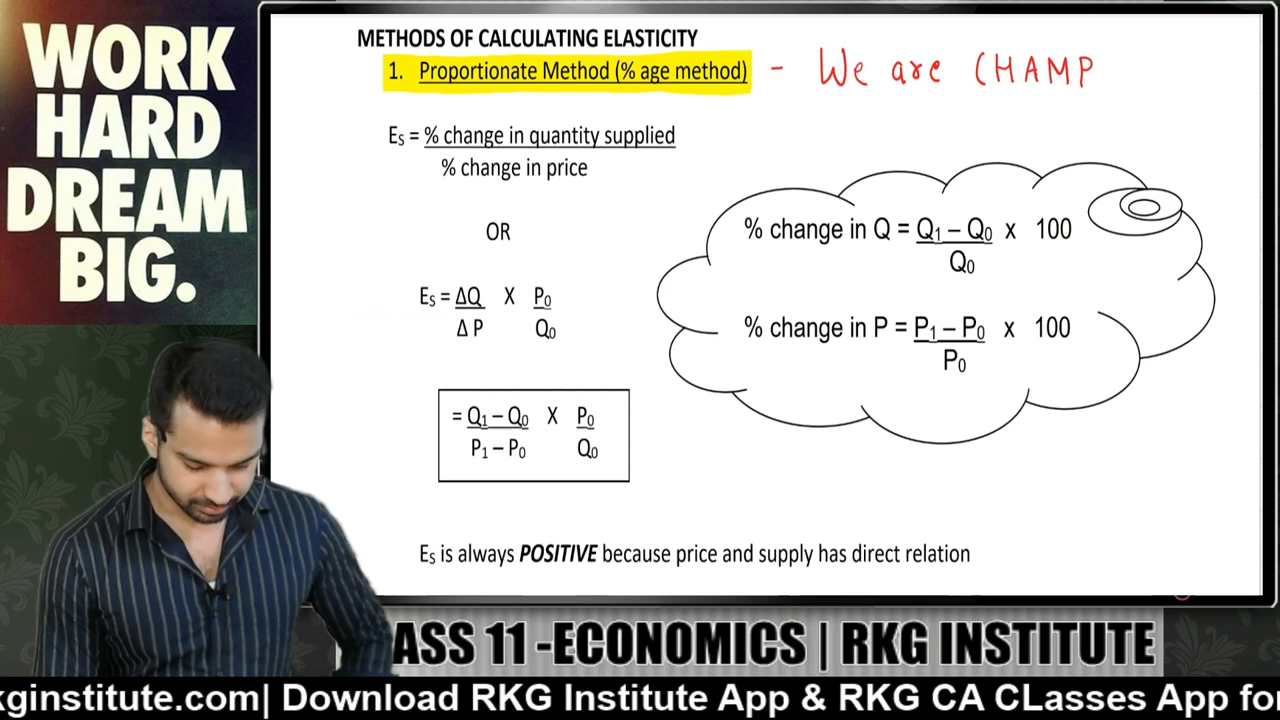 WORK
HARD
DREAM
BIG.
METHODS OF CALCULATING ELASTICITY
1. Proportionate Method (% age method) - We are CHAMP
Es = % change in quantity supplied
% change in price
OR
Es = ΔQ X P0
Δ P Q0
= Q1 – Q0 X P0
P1 – P0 Q0
% change in Q = Q1 – Q0 x 100
Q0
% change in P = P1 – P0 x 100
P0
Es is always POSITIVE because price and supply has direct relation
ASS 11 -ECONOMICS | RKG INSTITUTE
kginstitute.com| Download RKG Institute App & RKG CA CLasses App fo